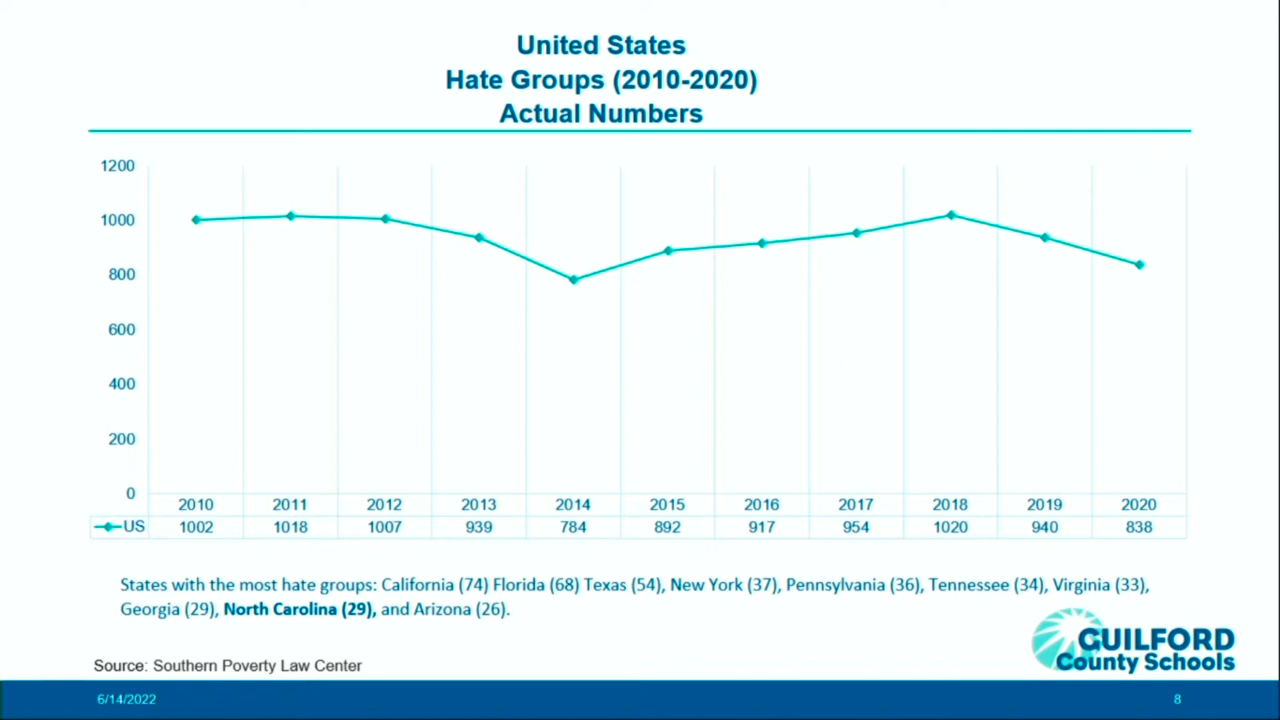 United States
Hate Groups (2010-2020)
Actual Numbers
1200
1000
800
600
400
200
0
2010 2011 2012 2013 2014 2015 2016 2017 2018 2019 2020
US 1002 1018 1007 939 784 892 917 954 1020 940 838
States with the most hate groups: California (74) Florida (68) Texas (54), New York (37), Pennsylvania (36), Tennessee (34), Virginia (33),
Georgia (29), North Carolina (29), and Arizona (26).
GUILFORD
County Schools
Source: Southern Poverty Law Center
6/14/2022 8